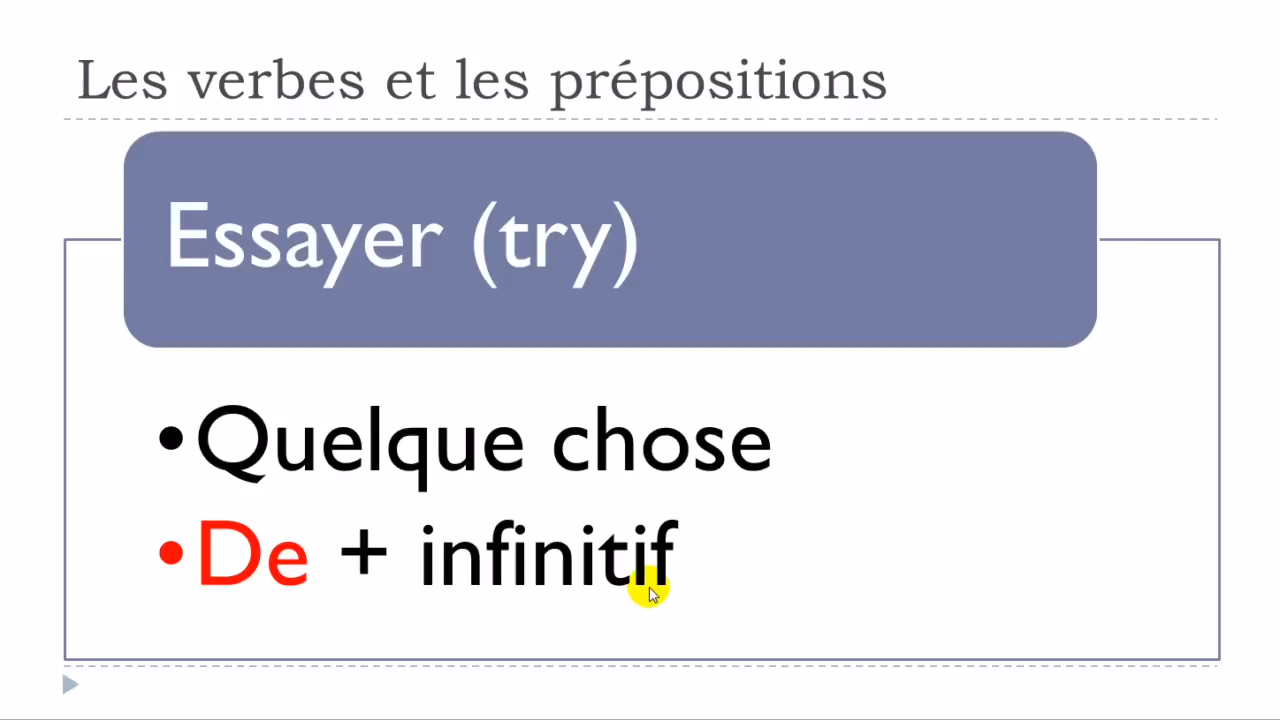 Les verbes et les prépositions
Essayer (try)
•Quelque chose
•De + infinitif